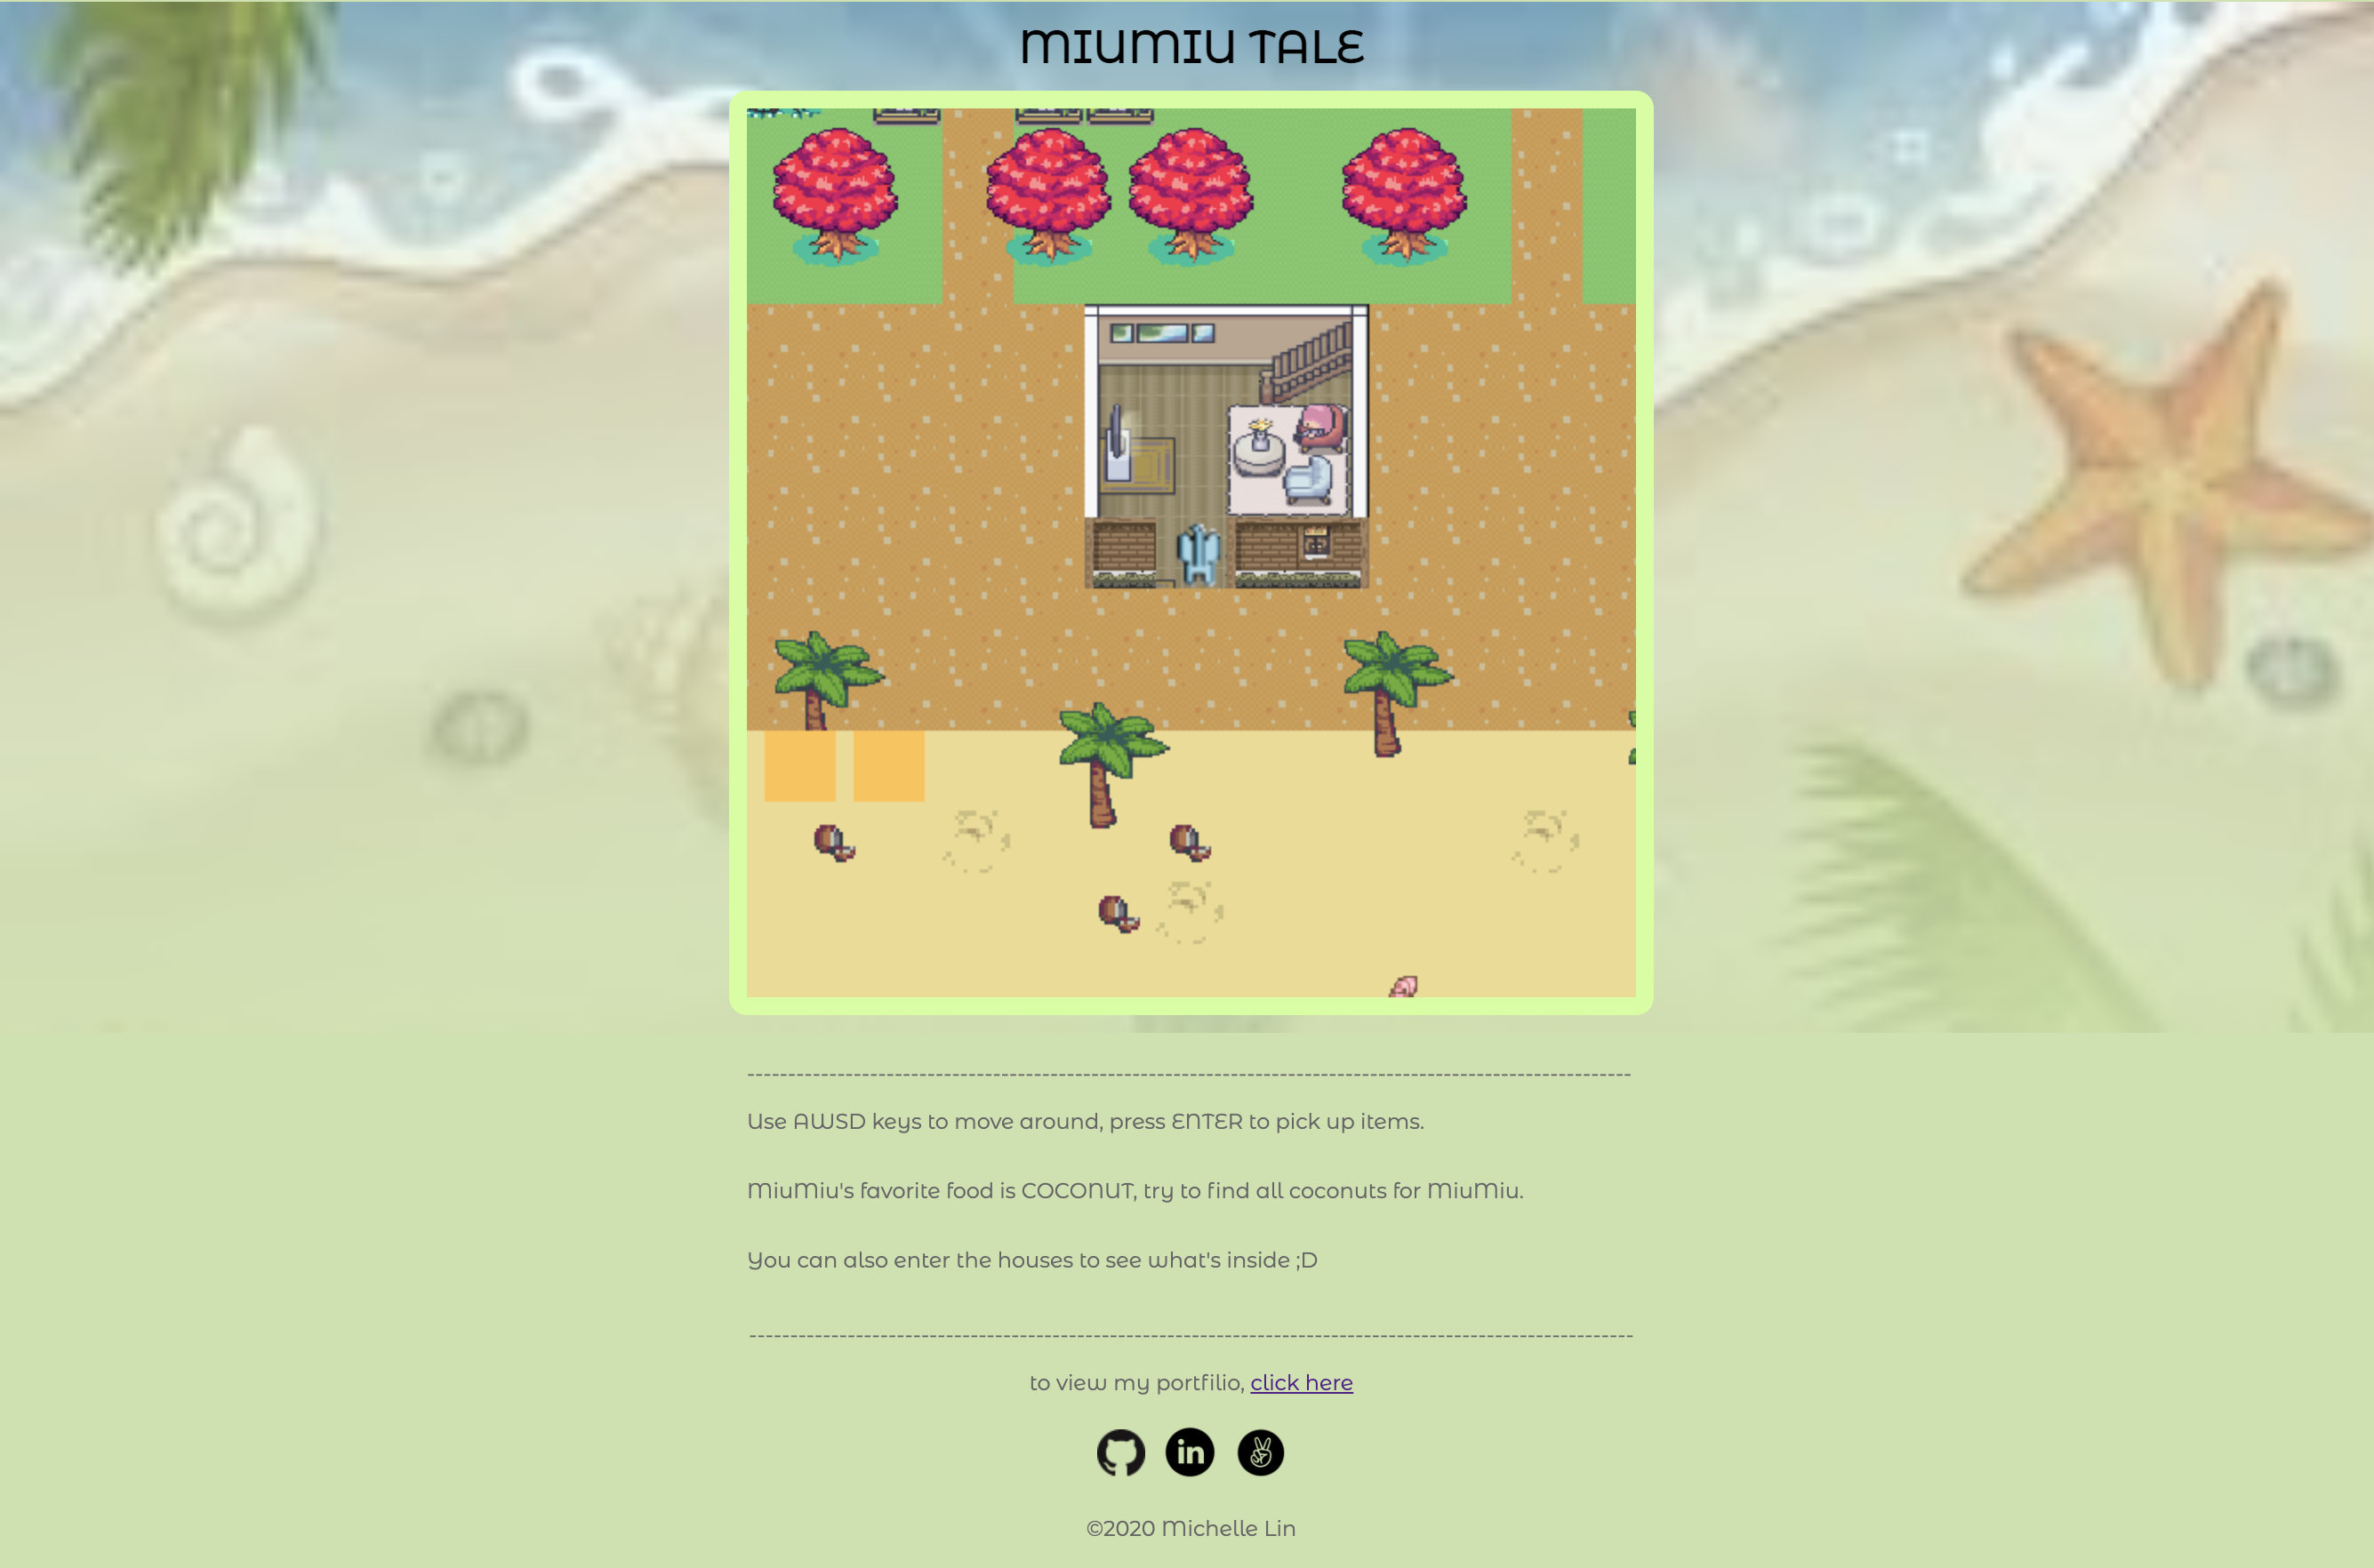 MIUMIU TALE
----------------------------------------------------------------------------------------------------------------
Use AWSD keys to move around, press ENTER to pick up items.
MiuMiu's favorite food is COCONUT, try to find all coconuts for MiuMiu.
You can also enter the houses to see what's inside ;D
----------------------------------------------------------------------------------------------------------------
to view my portfilio, click here
in
©2020 Michelle Lin